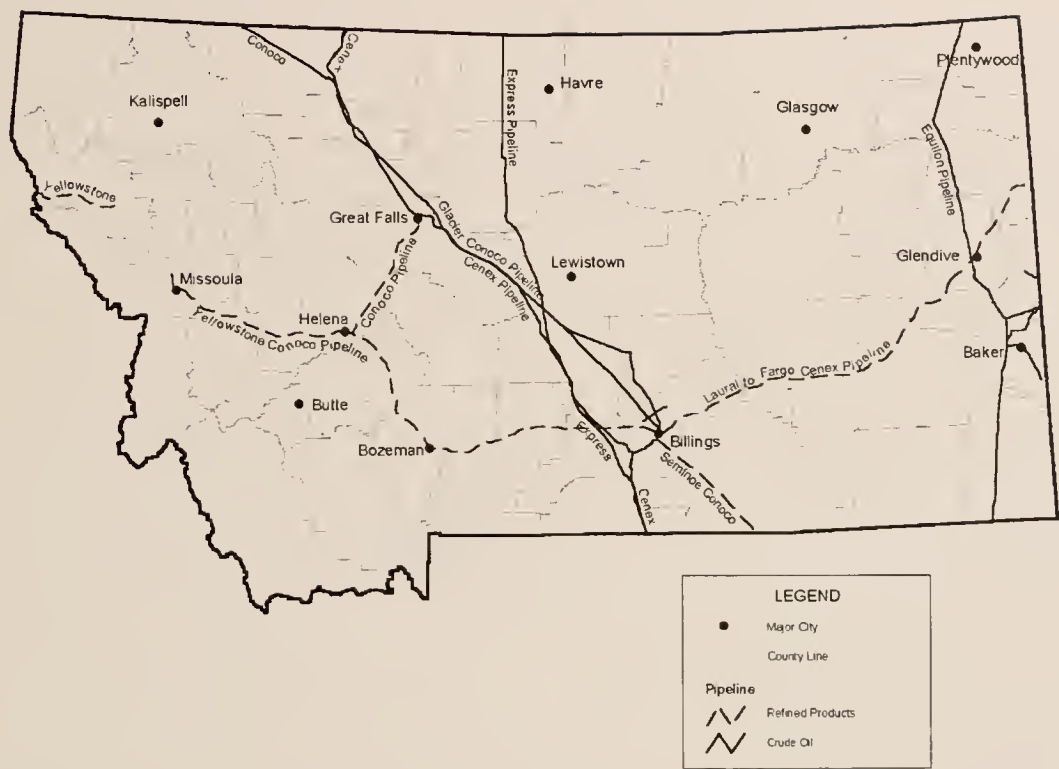 Conoco
Cenex
Express Pipeline
Havre
Plentywood
Kalispell
Glasgow
Equilon Pipeline
Yellowstone
Great Falls
Glacier Conoco Pipeline
Cenex Pipeline
Conoco Pipeline
Lewistown
Glendive
Missoula
Helena
Yellowstone Conoco Pipeline
Baker
Laural to Fargo Cenex Pipeline
Butte
Bozeman
Express
Billings
Seminoe Conoco
Cenex
LEGEND
Major City
County Line
Pipeline
Refined Products
Crude Oil